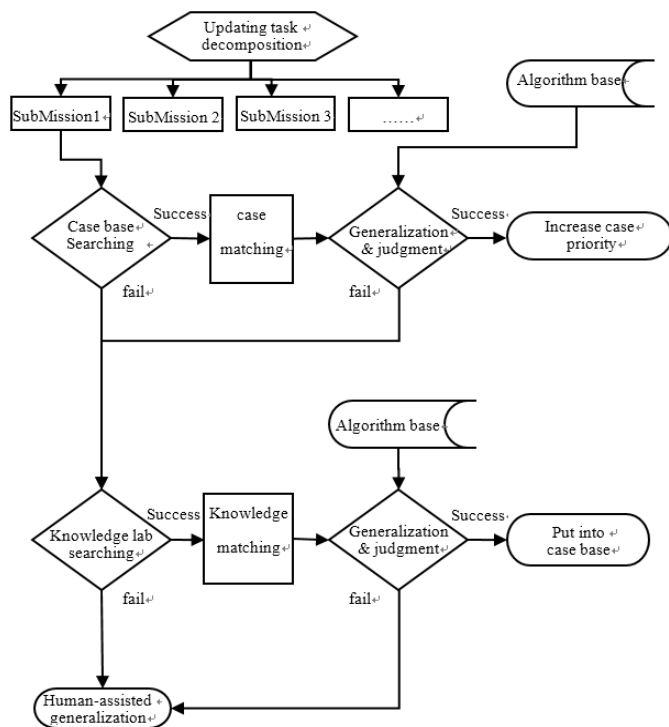 Updating task
decomposition
Algorithm base
SubMission1
SubMission 2
SubMission 3
……
Case base
Searching
Success
case
matching
Generalization
& judgment
Success
Increase case
priority
fail
fail
Algorithm base
Knowledge lab
searching
Success
Knowledge
matching
Generalization
& judgment
Success
Put into
case base
fail
fail
Human-assisted
generalization